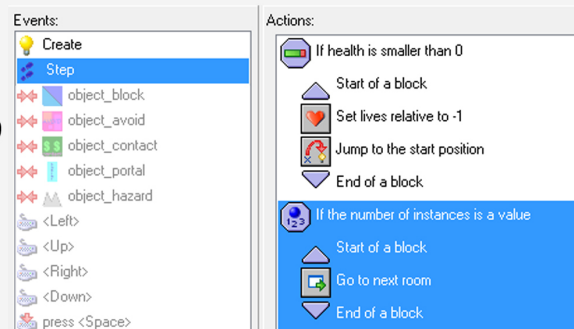 Events:
Create
Step
object_block
object_avoid
$ $ object_contact
object_portal
object_hazard
<Left>
<Up>
<Right>
<Down>
press <Space>
Actions:
If health is smaller than 0
Start of a block
Set lives relative to -1
Jump to the start position
End of a block
123 If the number of instances is a value
Start of a block
Go to next room
End of a block